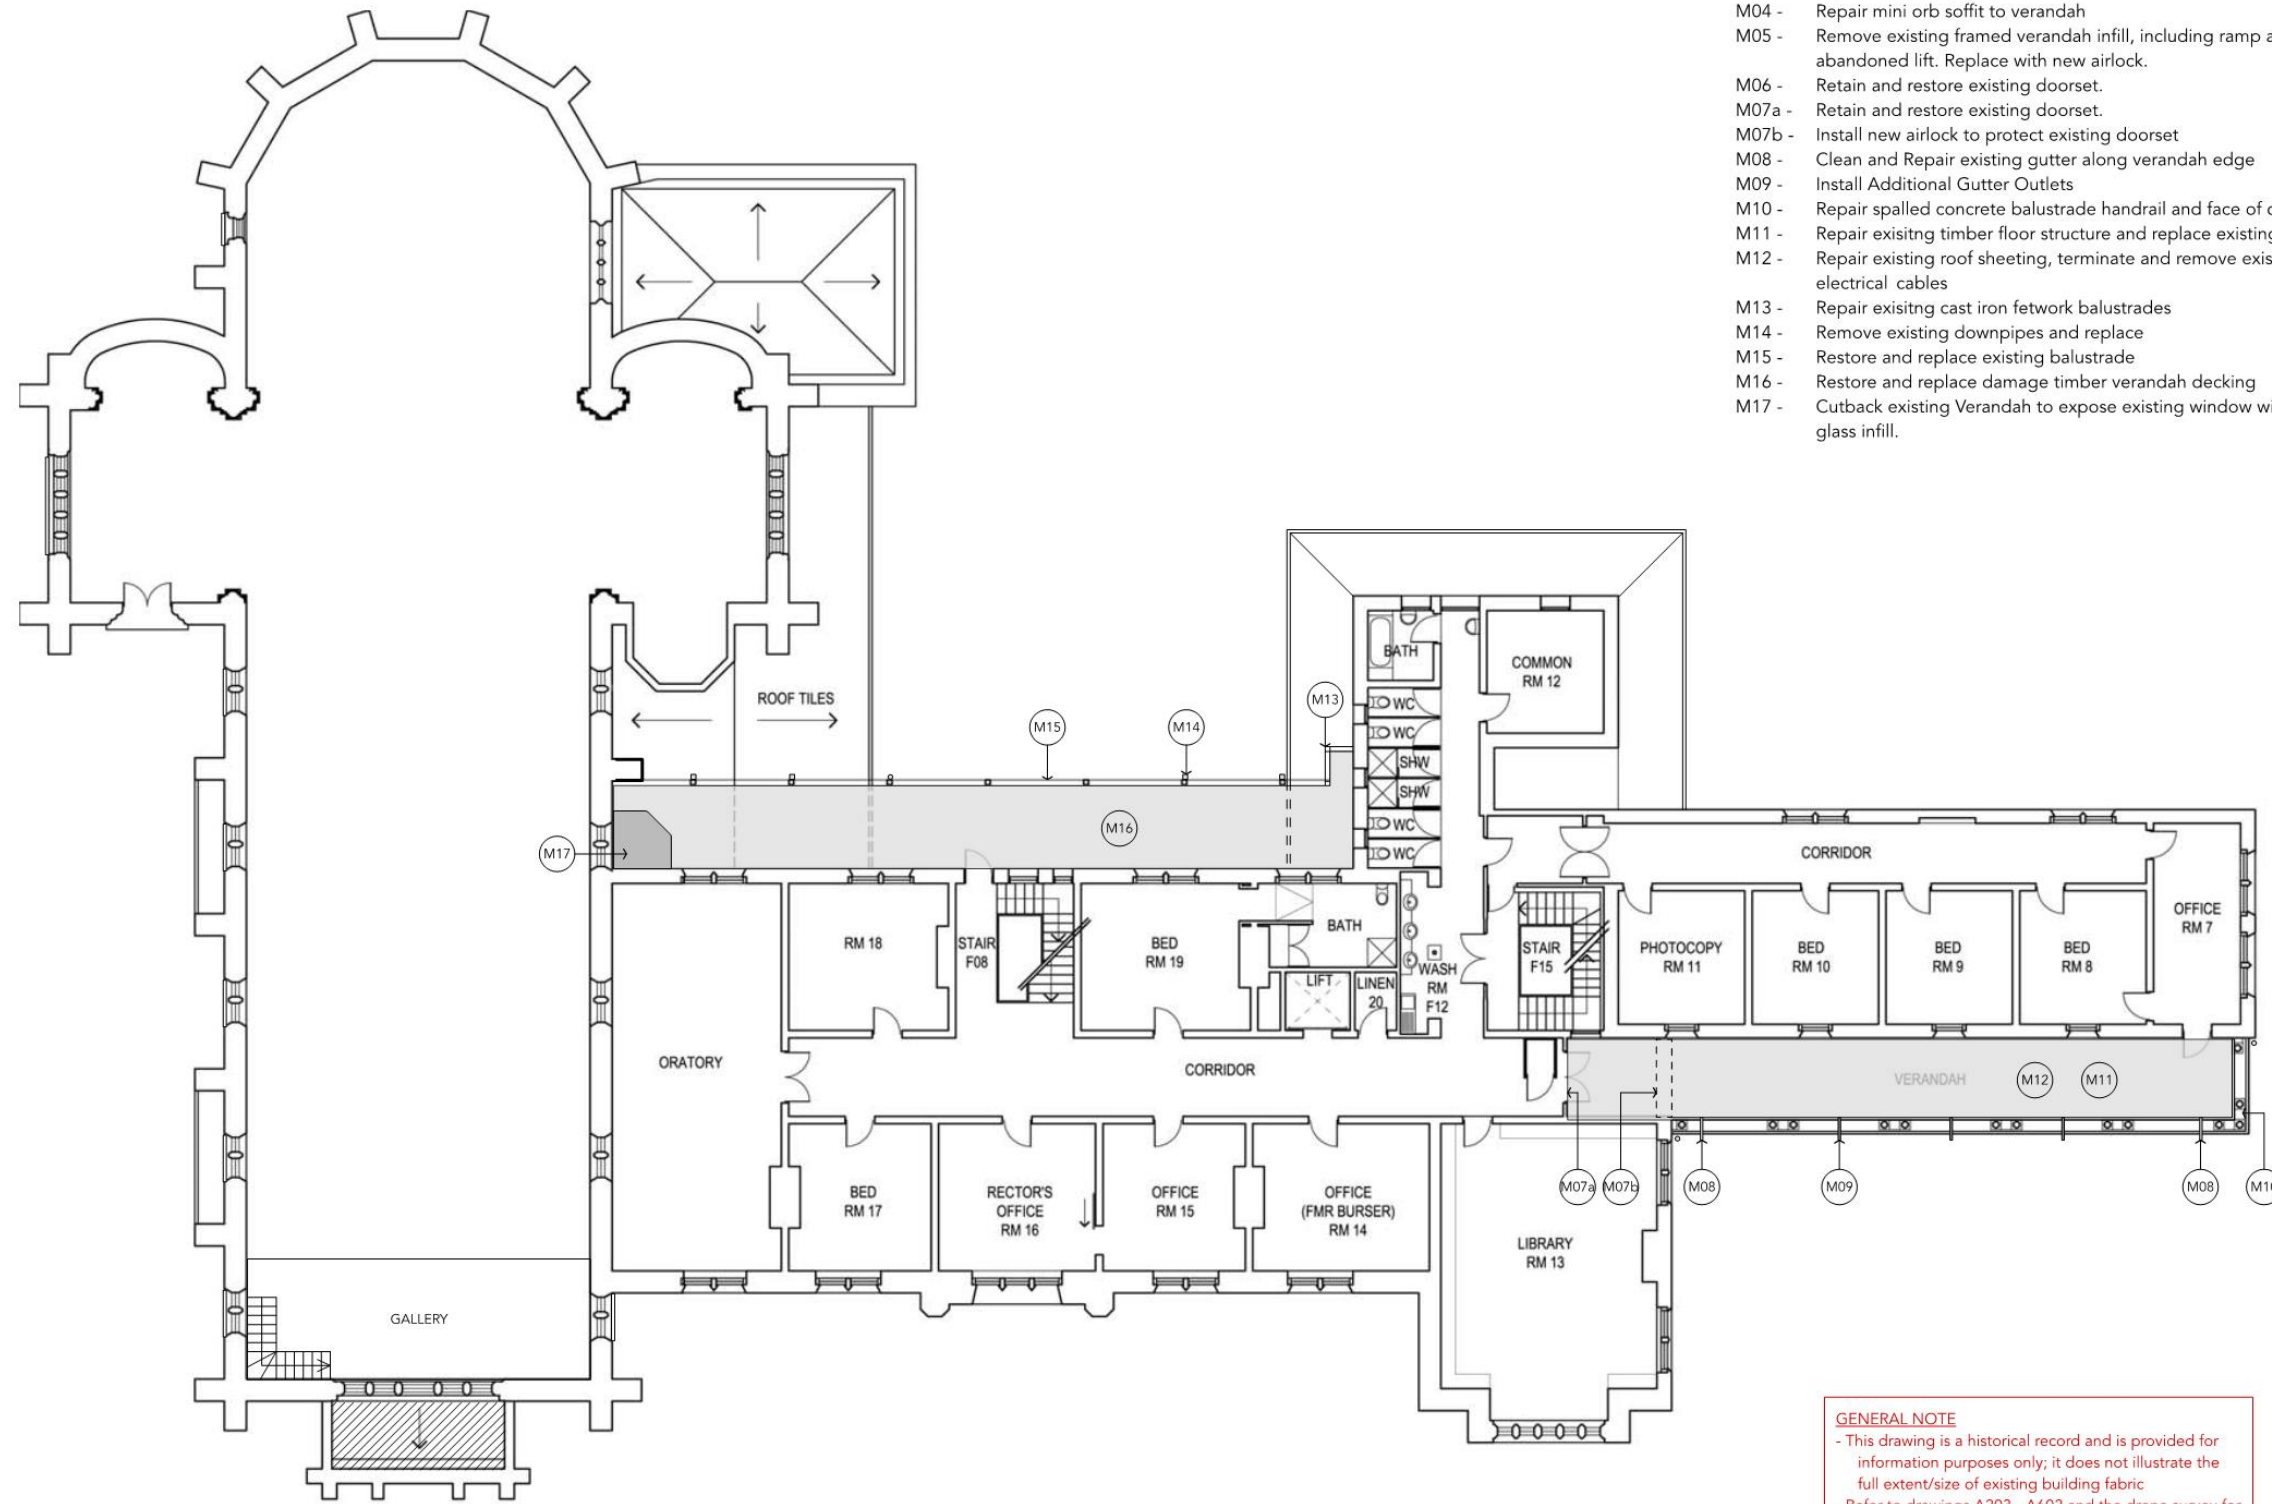 M04 - Repair mini orb soffit to verandah
M05 - Remove existing framed verandah infill, including ramp a
abandoned lift. Replace with new airlock.
M06 - Retain and restore existing doorset.
M07a - Retain and restore existing doorset.
M07b - Install new airlock to protect existing doorset
M08 - Clean and Repair existing gutter along verandah edge
M09 - Install Additional Gutter Outlets
M10 - Repair spalled concrete balustrade handrail and face of
M11 - Repair exisitng timber floor structure and replace existing
M12 - Repair existing roof sheeting, terminate and remove exis
electrical cables
M13 - Repair exisitng cast iron fetwork balustrades
M14 - Remove existing downpipes and replace
M15 - Restore and replace existing balustrade
M16 - Restore and replace damage timber verandah decking
M17 - Cutback existing Verandah to expose existing window wi
glass infill.
BATH
COMMON
RM 12
ROOF TILES
M13
WC
M15
M14
WC
SHW
SHW
M16
WC
M17
WC
CORRIDOR
RM 18
STAIR
F08
BED
RM 19
BATH
LIFT
LINEN
20
WASH
RM
F12
STAIR
F15
PHOTOCOPY
RM 11
BED
RM 10
BED
RM 9
BED
RM 8
OFFICE
RM 7
ORATORY
CORRIDOR
VERANDAH
M12
M11
M07a
M07b
M08
M09
M08
M10
BED
RM 17
RECTOR'S
OFFICE
RM 16
OFFICE
RM 15
OFFICE
(FMR BURSER)
RM 14
LIBRARY
RM 13
GALLERY
GENERAL NOTE
- This drawing is a historical record and is provided for
information purposes only; it does not illustrate the
full extent/size of existing building fabric